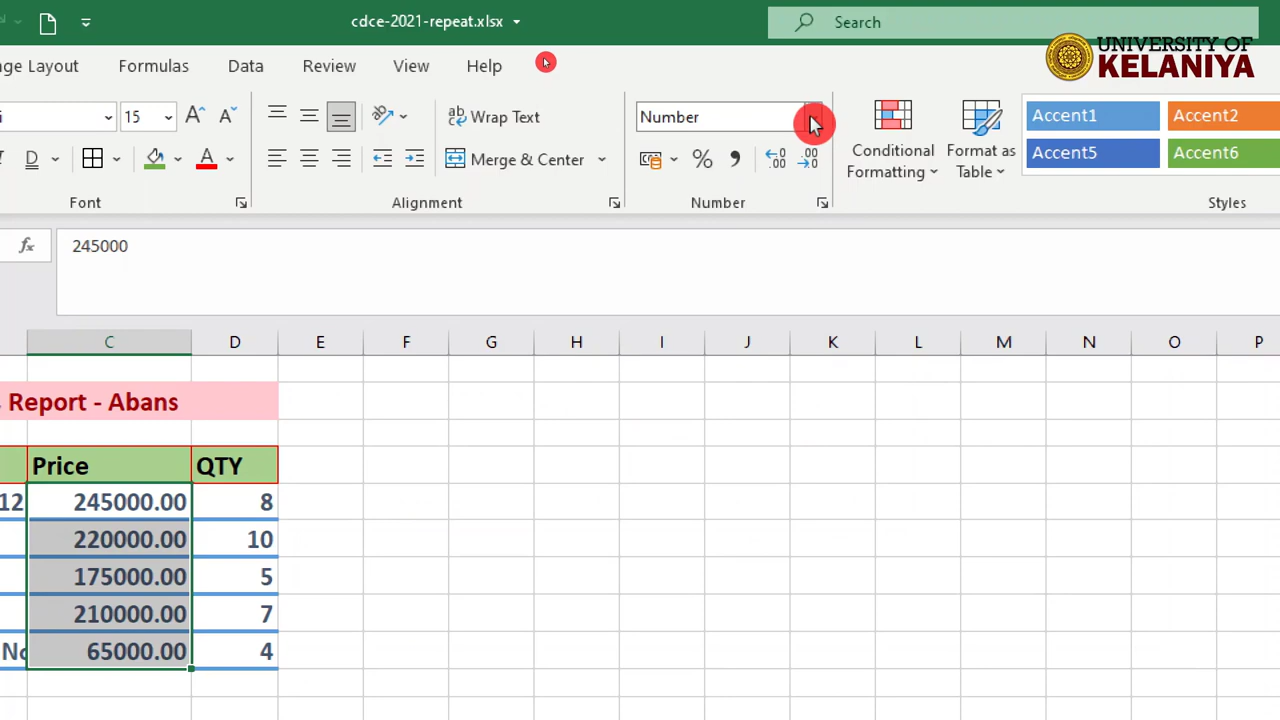 cdce-2021-repeat.xlsx
Search
UNIVERSITY OF
KELANIYA
ge Layout
Formulas
Data
Review
View
Help
15
Wrap Text
Merge & Center
Number
Conditional
Formatting
Format as
Table
Accent1
Accent2
Accent5
Accent6
Font
Alignment
Number
Styles
fx
245000
C D E F G H I J K L M N O P
Report - Abans
Price QTY
12 245000.00 8
220000.00 10
175000.00 5
210000.00 7
No 65000.00 4